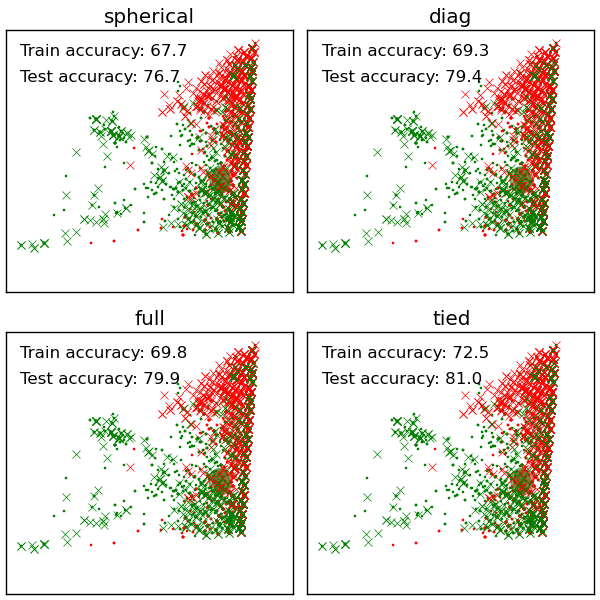 spherical
Train accuracy: 67.7
Test accuracy: 76.7
diag
Train accuracy: 69.3
Test accuracy: 79.4
full
Train accuracy: 69.8
Test accuracy: 79.9
tied
Train accuracy: 72.5
Test accuracy: 81.0